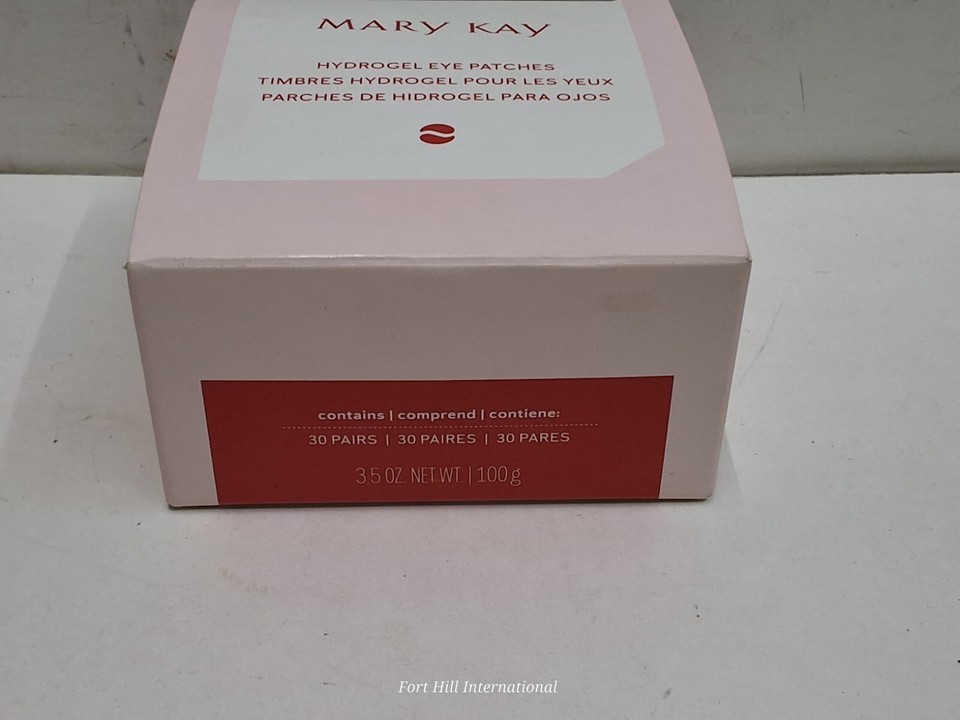 MARY KAY
HYDROGEL EYE PATCHES
TIMBRES HYDROGEL POUR LES YEUX
PARCHES DE HIDROGEL PARA OJOS
contains | comprend | contiene:
30 PAIRS | 30 PAIRES | 30 PARES
3.5 OZ. NET WT. | 100 g
Fort Hill International